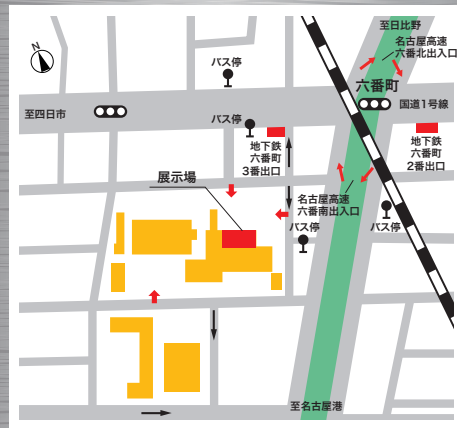 至日比野
名古屋高速
六番北出入口
N
バス停
六番町
国道1号線
至四日市
バス停
地下鉄
六番町
3番出口
地下鉄
六番町
2番出口
展示場
名古屋高速
六番南出入口
バス停
バス停
至名古屋港